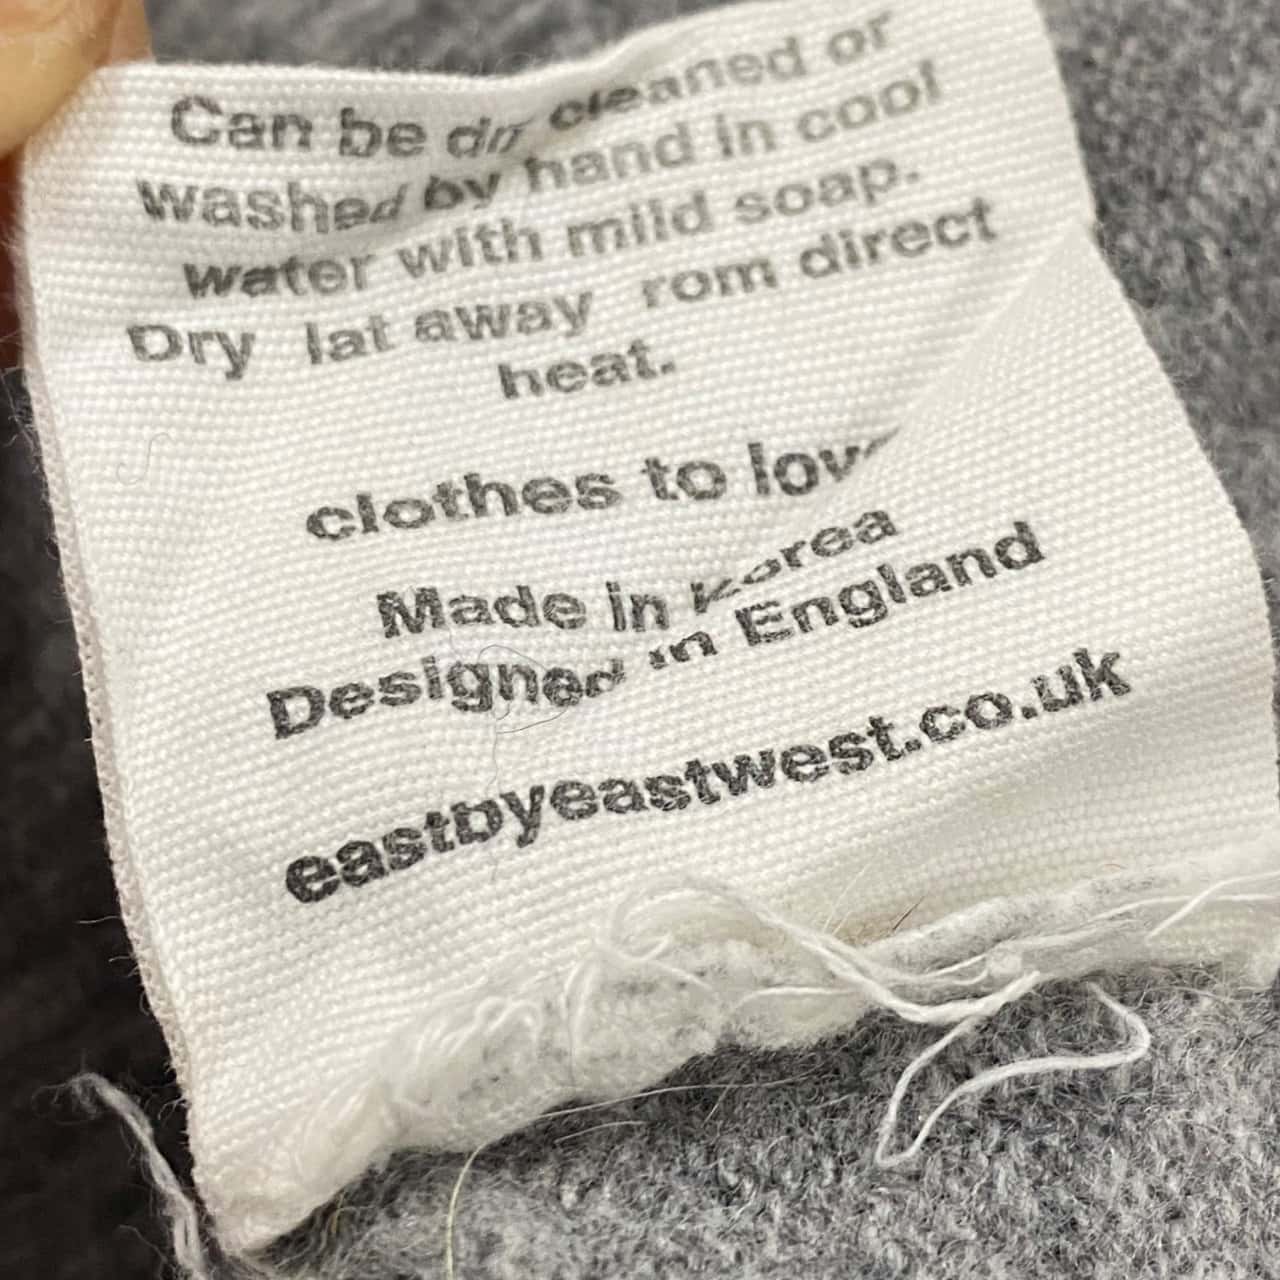 Can be dry cleaned or
washed by hand in cool
water with mild soap.
Dry lat away rom direct
heat.
clothes to love
Made in Korea
Designed in England
eastbyeastwest.co.uk